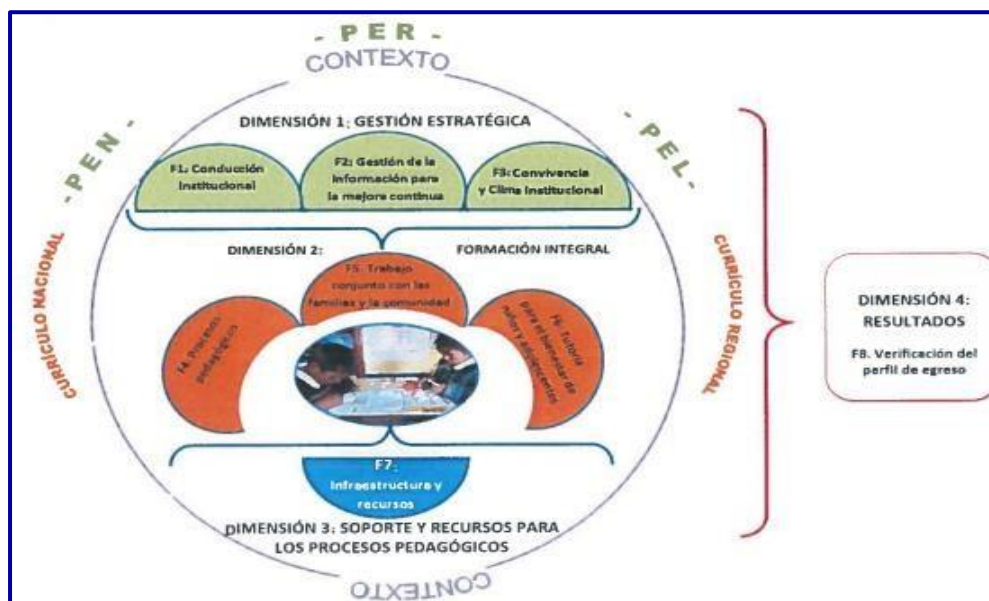 - PER -
CONTEXTO
- PEN -
- PEL -
CURRÍCULO NACIONAL
CURRÍCULO REGIONAL
DIMENSIÓN 1: GESTIÓN ESTRATÉGICA
F1: Conducción
Institucional
F2: Gestión de la
Información para
la mejora continua
F3: Convivencia
y Clima Institucional
DIMENSIÓN 2:
FORMACIÓN INTEGRAL
F5. Trabajo
conjunto con las
familias y la comunidad
F4. Procesos
pedagógicos
F6: Tutoría
para el bienestar de
niños y adolescentes
F7:
Infraestructura y
recursos
DIMENSIÓN 3: SOPORTE Y RECURSOS PARA
LOS PROCESOS PEDAGÓGICOS
CONTEXTO
DIMENSIÓN 4:
RESULTADOS
F8. Verificación del
perfil de egreso